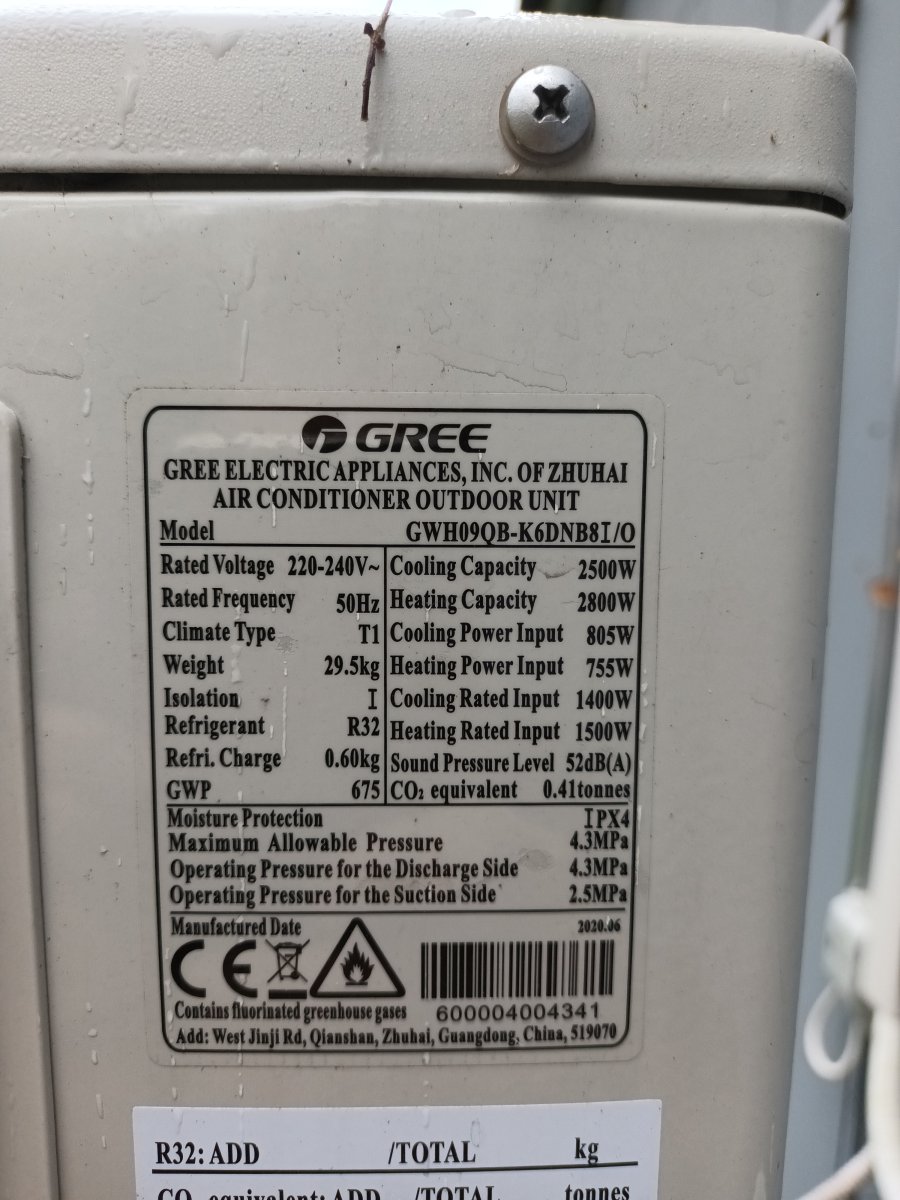 GREE
GREE ELECTRIC APPLIANCES, INC. OF ZHUHAI
AIR CONDITIONER OUTDOOR UNIT
Model GWH09QB-K6DNB8I/O
Rated Voltage 220-240V~ Cooling Capacity 2500W
Rated Frequency 50Hz Heating Capacity 2800W
Climate Type T1 Cooling Power Input 805W
Weight 29.5kg Heating Power Input 755W
Isolation I Cooling Rated Input 1400W
Refrigerant R32 Heating Rated Input 1500W
Refri. Charge 0.60kg Sound Pressure Level 52dB(A)
GWP 675 CO₂ equivalent 0.41tonnes
Moisture Protection IPX4
Maximum Allowable Pressure 4.3MPa
Operating Pressure for the Discharge Side 4.3MPa
Operating Pressure for the Suction Side 2.5MPa
Manufactured Date 2020.06
CE
Contains fluorinated greenhouse gases 600004004341
Add: West Jinji Rd, Qianshan, Zhuhai, Guangdong, China, 519070
R32: ADD /TOTAL kg
CO₂ equivalent: ADD /TOTAL tonnes